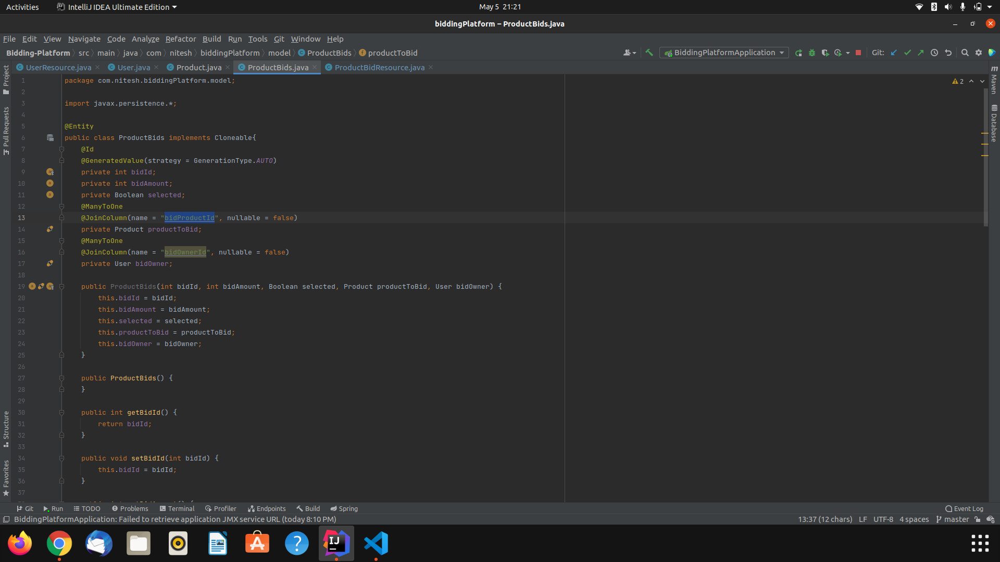 Activities IntelliJ IDEA Ultimate Edition May 5 21:21
biddingPlatform – ProductBids.java
File Edit View Navigate Code Analyze Refactor Build Run Tools Git Window Help
Bidding-Platform src main java com nitesh biddingPlatform model ProductBids productToBid BiddingPlatformApplication Git:
UserResource.java User.java Product.java ProductBids.java ProductBidResource.java
Project
Pull Requests
Structure
Favorites
Maven
Database
2
1 package com.nitesh.biddingPlatform.model;
2
3 import javax.persistence.*;
4
5 @Entity
6 public class ProductBids implements Cloneable{
7 @Id
8 @GeneratedValue(strategy = GenerationType.AUTO)
9 private int bidId;
10 private int bidAmount;
11 private Boolean selected;
12 @ManyToOne
13 @JoinColumn(name = "bidProductId", nullable = false)
14 private Product productToBid;
15 @ManyToOne
16 @JoinColumn(name = "bidOwnerId", nullable = false)
17 private User bidOwner;
18
19 public ProductBids(int bidId, int bidAmount, Boolean selected, Product productToBid, User bidOwner) {
20 this.bidId = bidId;
21 this.bidAmount = bidAmount;
22 this.selected = selected;
23 this.productToBid = productToBid;
24 this.bidOwner = bidOwner;
25 }
26
27 public ProductBids() {
28 }
29
30 public int getBidId() {
31 return bidId;
32 }
33
34 public void setBidId(int bidId) {
35 this.bidId = bidId;
36 }
37
Git Run TODO Problems Terminal Profiler Endpoints Build Spring Event Log
BiddingPlatformApplication: Failed to retrieve application JMX service URL (today 8:10 PM) 13:37 (12 chars) LF UTF-8 4 spaces master